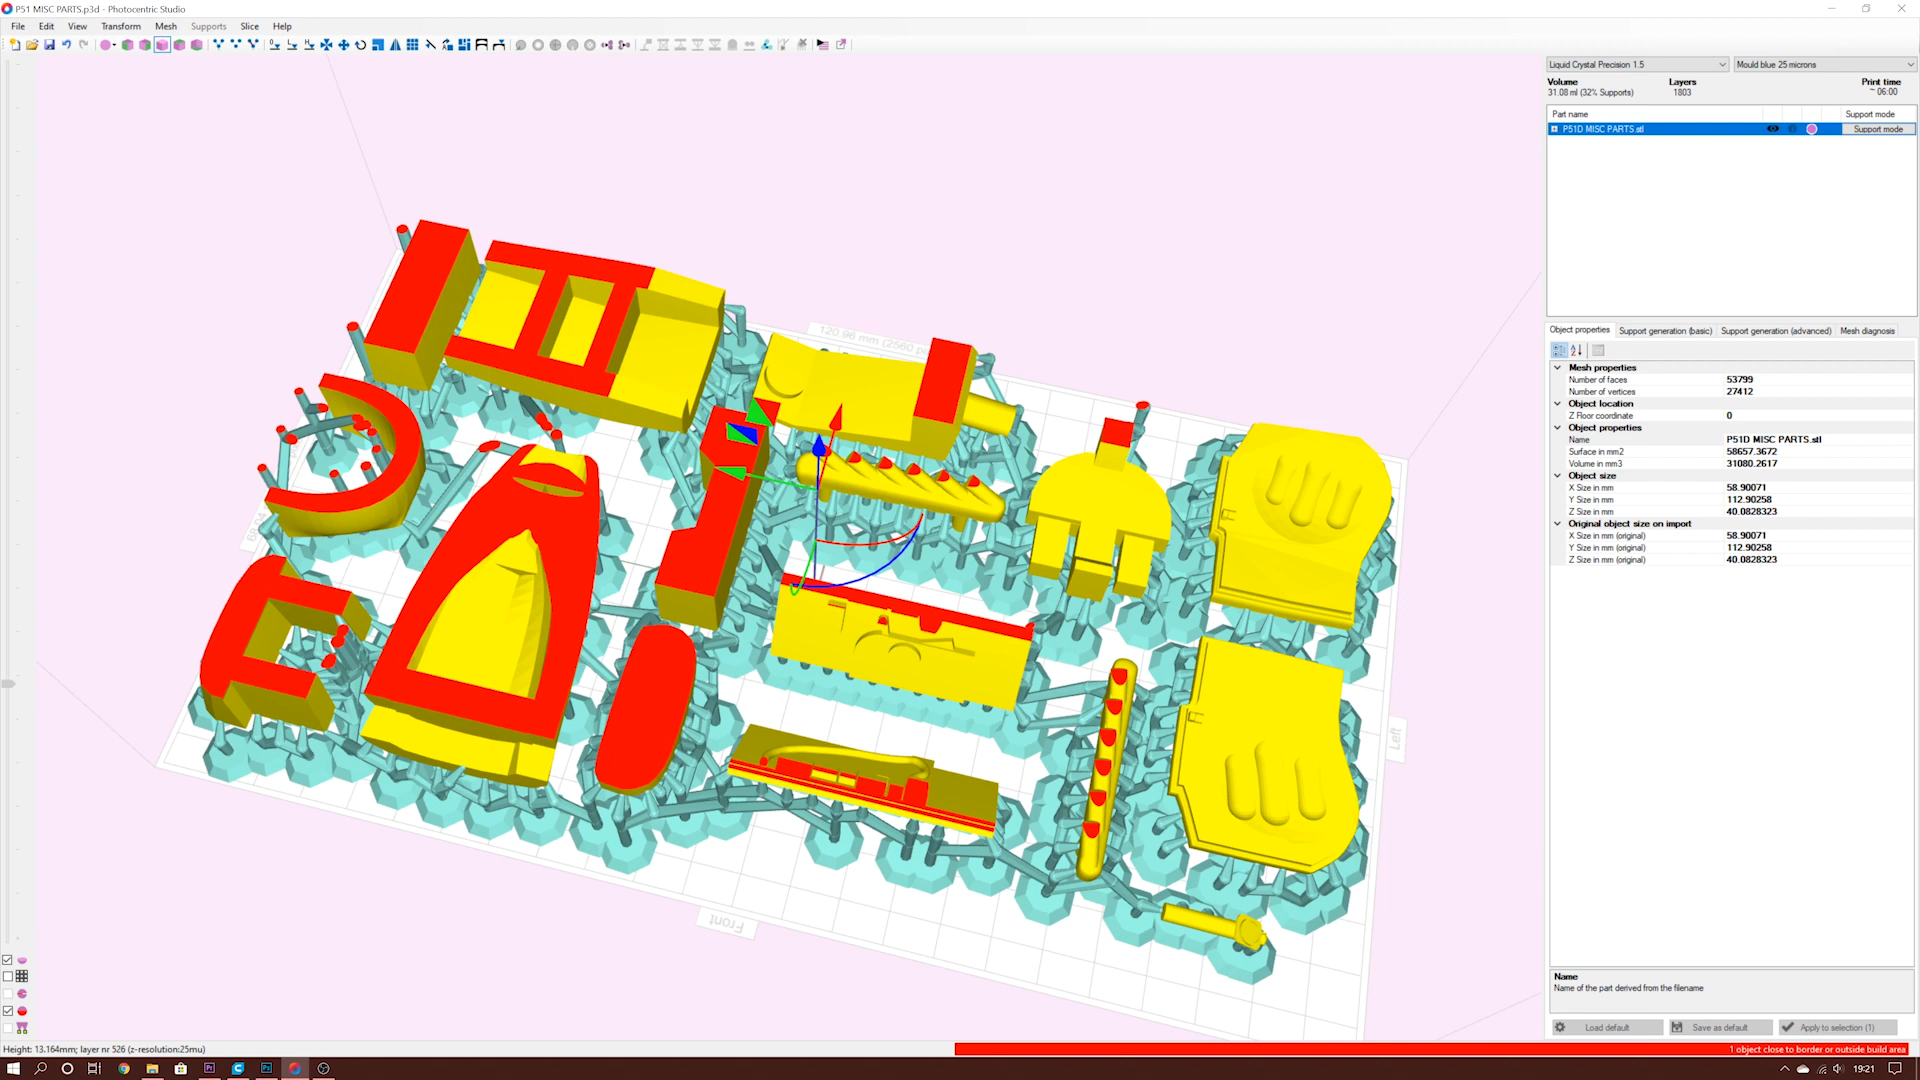 P51 MISC PARTS.p3d - Photocentric Studio
File Edit View Transform Mesh Supports Slice Help
Liquid Crystal Precision 1.5
Mould blue 25 microns
Volume Layers Print time
31.08 ml (32% Supports) 1803 ~ 06:00
Part name Support mode
P51D MISC PARTS.stl Support mode
Object properties Support generation (basic) Support generation (advanced) Mesh diagnosis
Mesh properties
Number of faces 53799
Number of vertices 27412
Object location
Z Floor coordinate 0
Object properties
Name P51D MISC PARTS.stl
Surface in mm2 58657.3672
Volume in mm3 31080.2617
Object size
X Size in mm 58.90071
Y Size in mm 112.90258
Z Size in mm 40.0828323
Original object size on import
X Size in mm (original) 58.90071
Y Size in mm (original) 112.90258
Z Size in mm (original) 40.0828323
120.96 mm (2560
Left
Front
Name
Name of the part derived from the filename
Load default Save as default Apply to selection (1)
Height: 13.164mm; layer nr 526 (z-resolution:25mu)
1 object close to border or outside build area
19:21